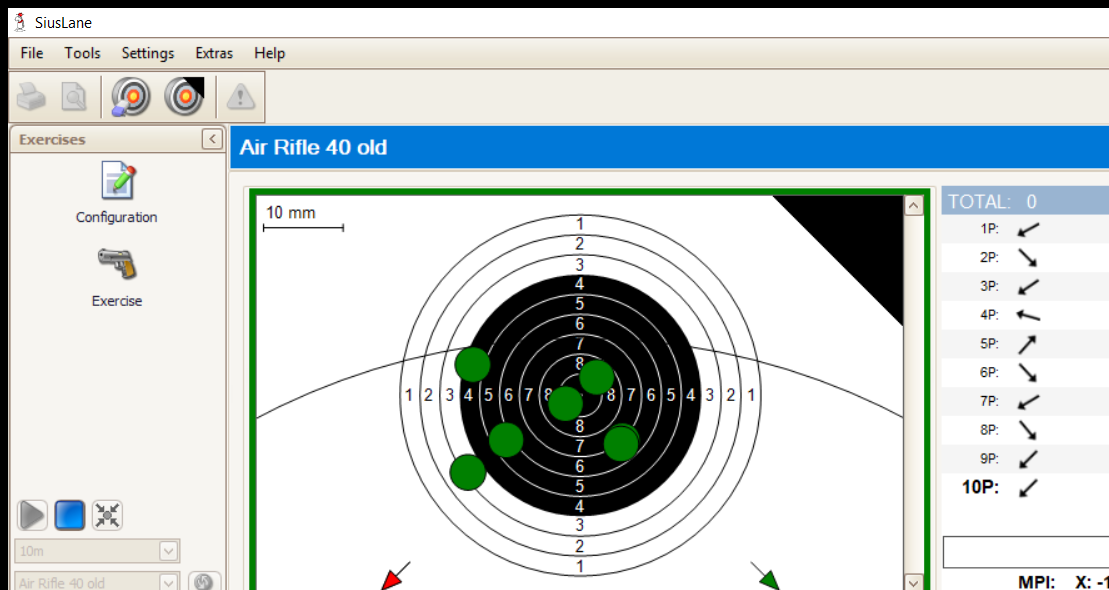 SiusLane
File Tools Settings Extras Help
Exercises
Air Rifle 40 old
Configuration
Exercise
10m
Air Rifle 40 old
10 mm
1
2
3
4
5
6
7
8
1 2 3 4 5 6 7 8 8 7 6 5 4 3 2 1
8
7
6
5
4
3
2
1
TOTAL: 0
1P:
2P:
3P:
4P:
5P:
6P:
7P:
8P:
9P:
10P:
MPI: X: -1